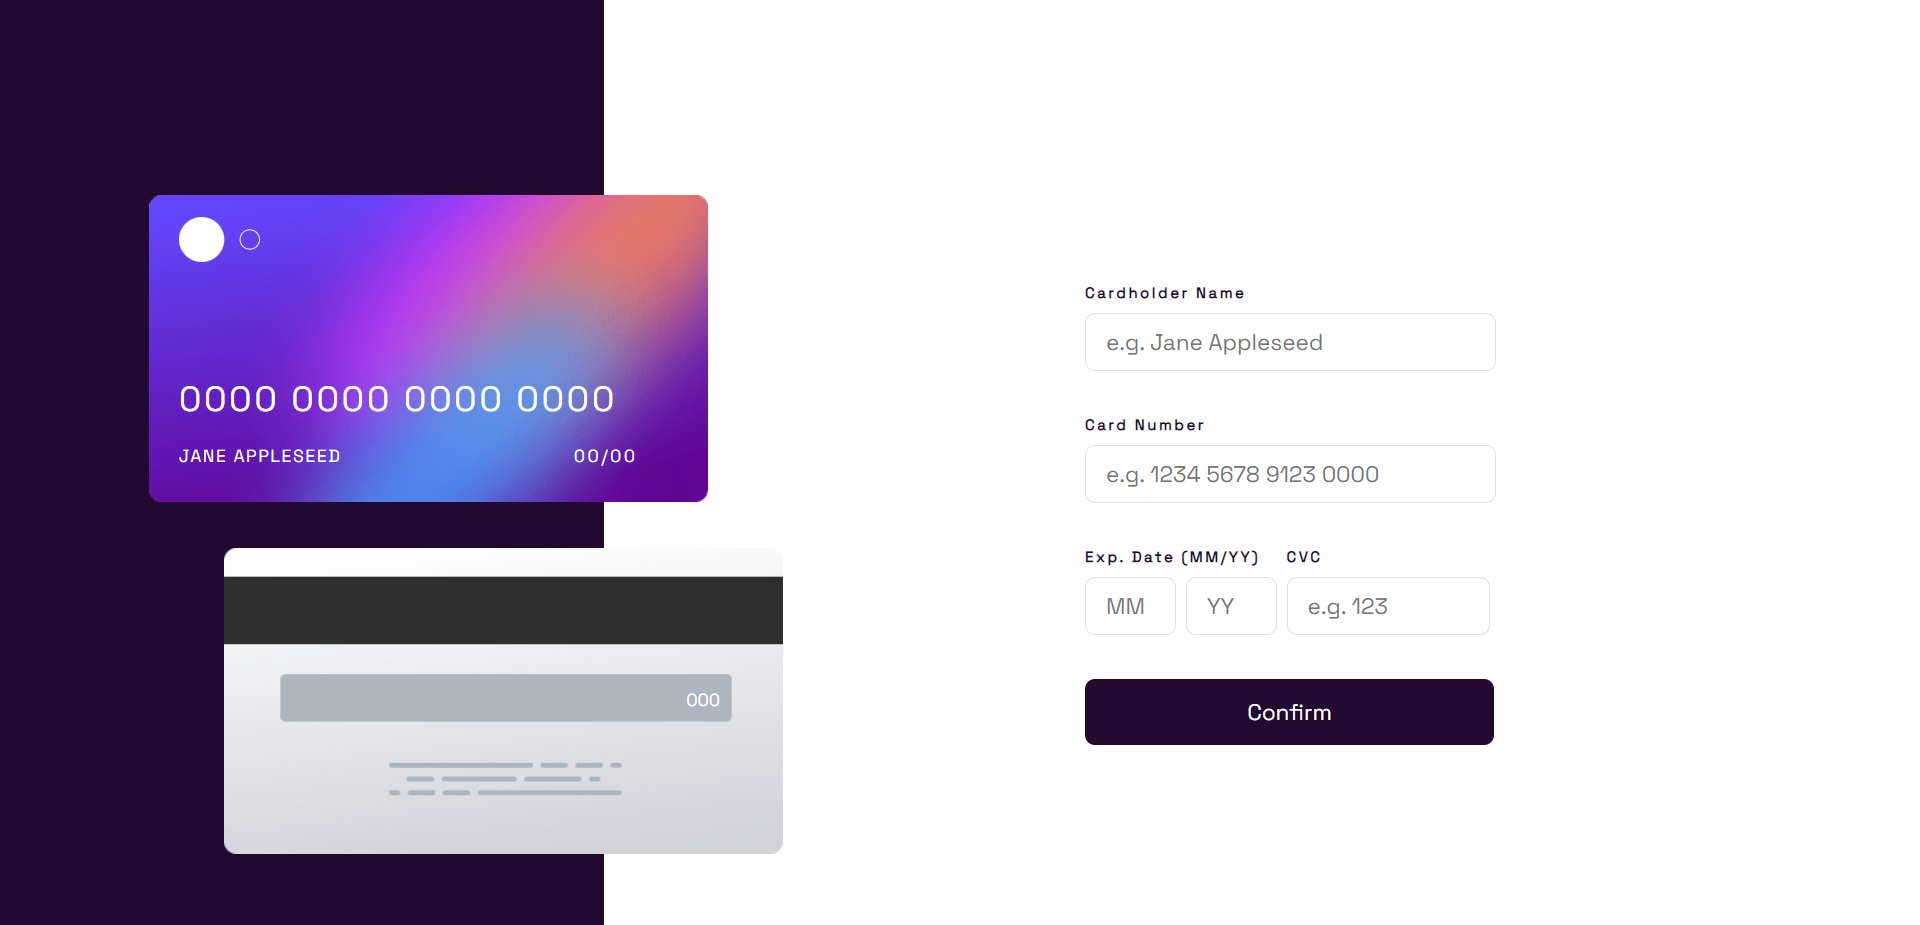 0000 0000 0000 0000
JANE APPLESEED 00/00
000
Cardholder Name
e.g. Jane Appleseed
Card Number
e.g. 1234 5678 9123 0000
Exp. Date (MM/YY) CVC
MM YY e.g. 123
Confirm